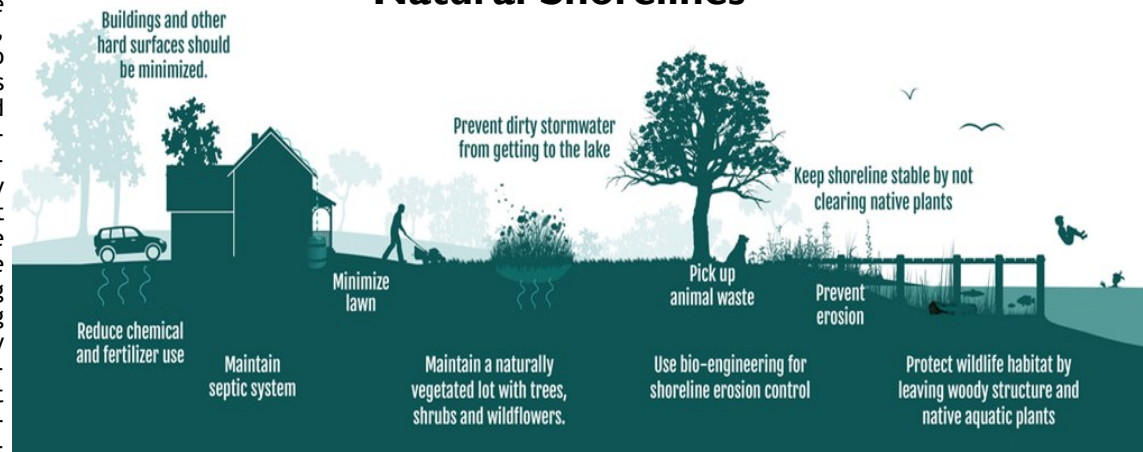 Natural Shorelines
Buildings and other
hard surfaces should
be minimized.
Prevent dirty stormwater
from getting to the lake
Keep shoreline stable by not
clearing native plants
Minimize
lawn
Pick up
animal waste
Prevent
erosion
Reduce chemical
and fertilizer use
Maintain
septic system
Maintain a naturally
vegetated lot with trees,
shrubs and wildflowers.
Use bio-engineering for
shoreline erosion control
Protect wildlife habitat by
leaving woody structure and
native aquatic plants